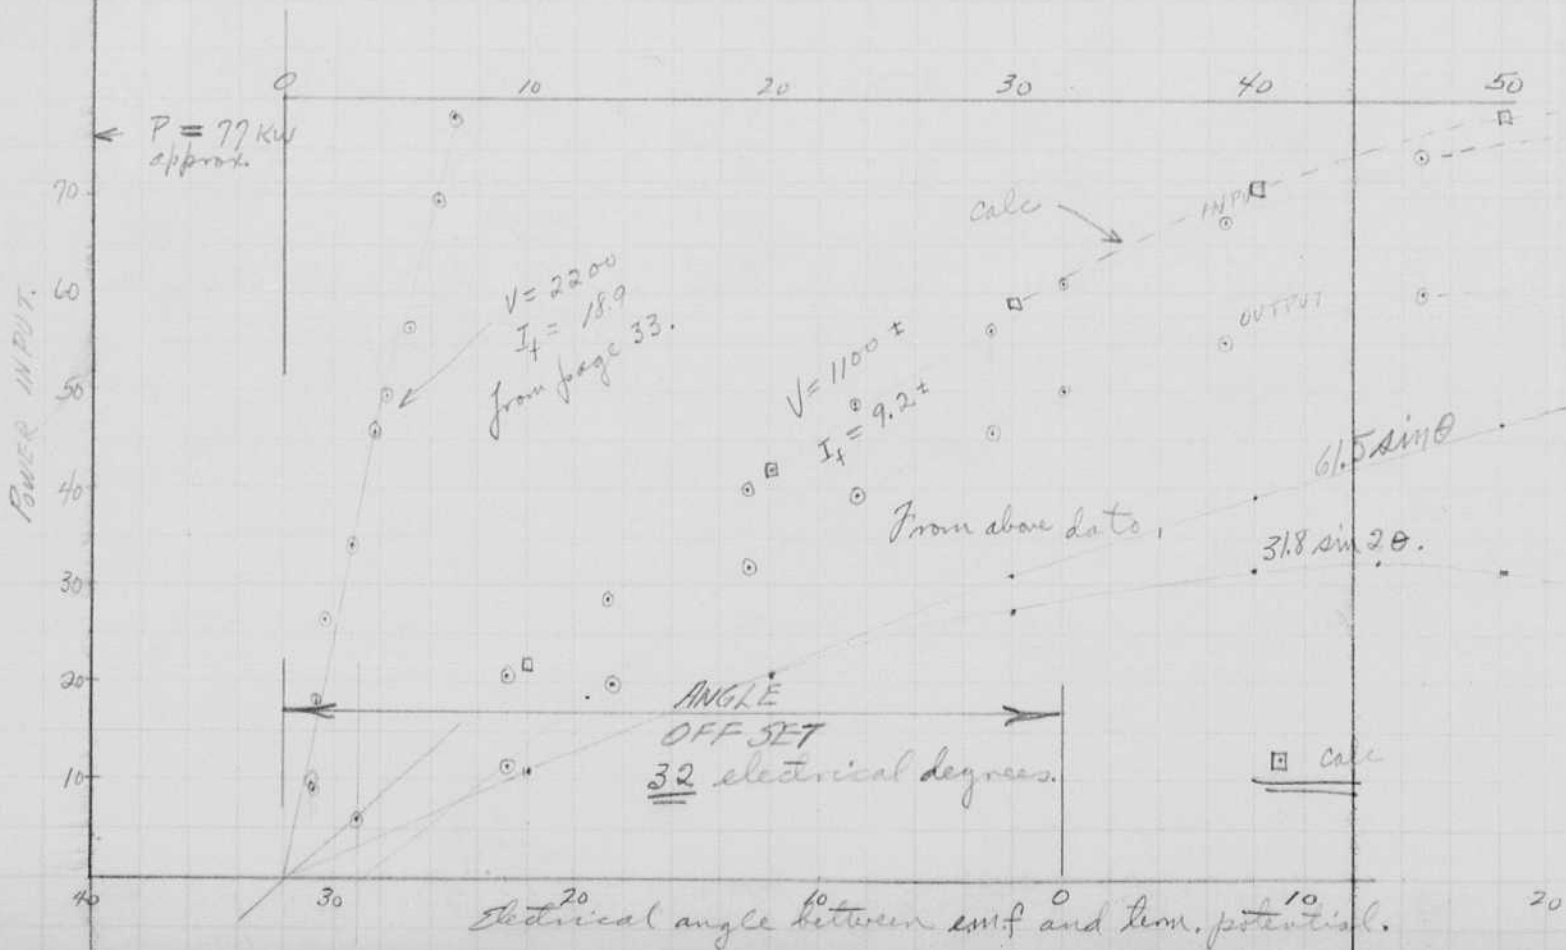 0 10 20 30 40 50
P = 77 KW
approx.
70
60
50
40
30
20
10
POWER INPUT.
V = 2200
I_f = 18.9
from page 33.
V = 1100 ±
I_f = 9.2 ±
From above data.
calc
INPUT
OUTPUT
61.5 sin θ
31.8 sin 2θ.
ANGLE
OFF SET
32 electrical degrees.
calc
40 30 20 10 0 10 20
Electrical angle between emf and term. potential.